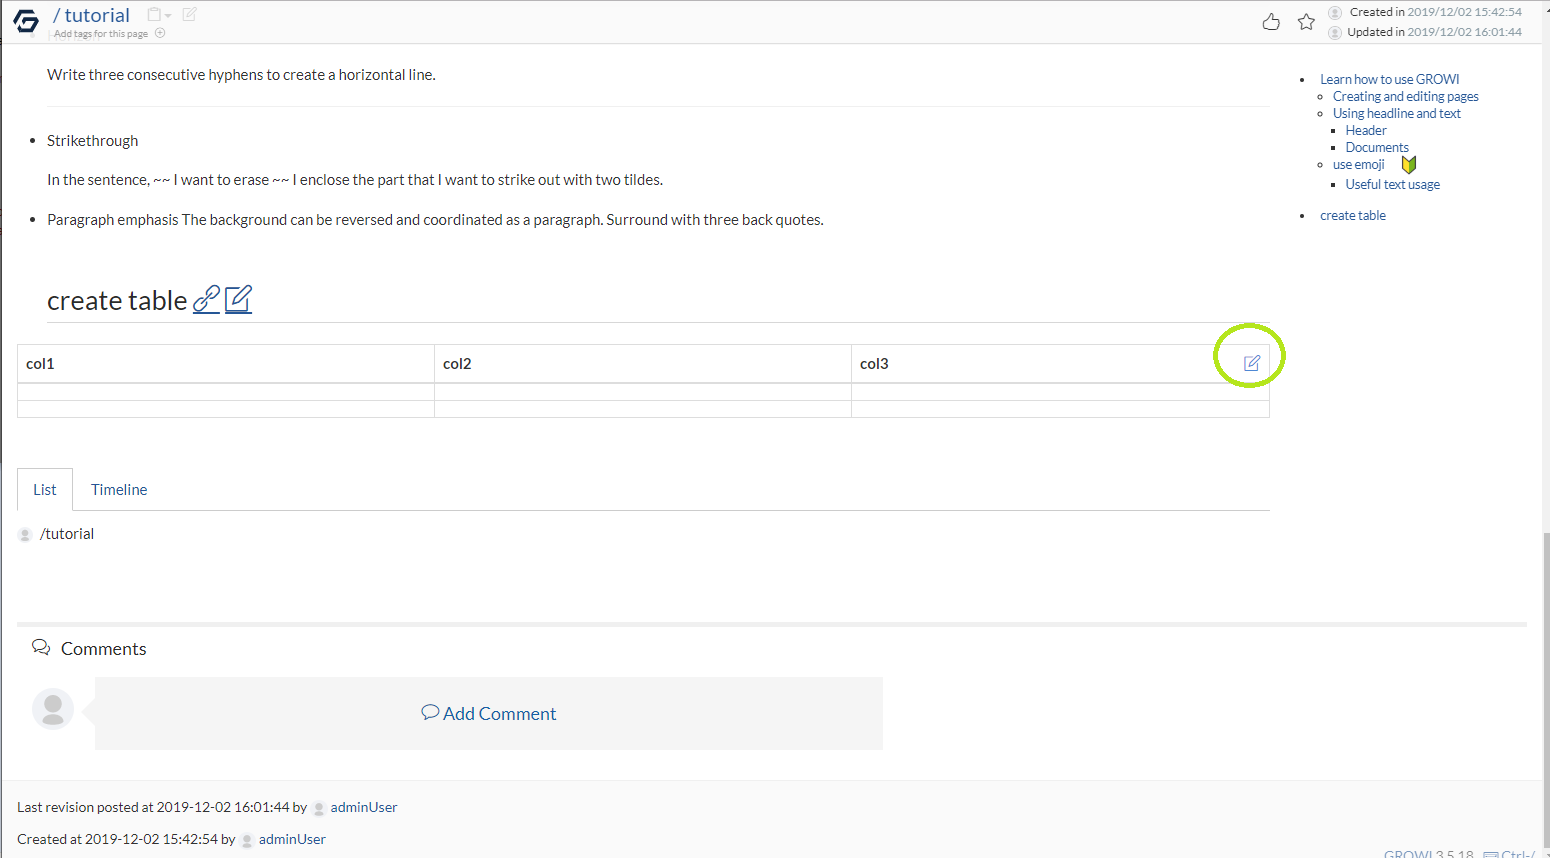 / tutorial
Add tags for this page
Created in 2019/12/02 15:42:54
Updated in 2019/12/02 16:01:44
Write three consecutive hyphens to create a horizontal line.
Strikethrough
In the sentence, ~~ I want to erase ~~ I enclose the part that I want to strike out with two tildes.
Paragraph emphasis The background can be reversed and coordinated as a paragraph. Surround with three back quotes.
create table
col1 col2 col3
List Timeline
/tutorial
Comments
Add Comment
Last revision posted at 2019-12-02 16:01:44 by adminUser
Created at 2019-12-02 15:42:54 by adminUser
Learn how to use GROWI
Creating and editing pages
Using headline and text
Header
Documents
use emoji
Useful text usage
create table
GROWI 3.5.18 Ctrl-/